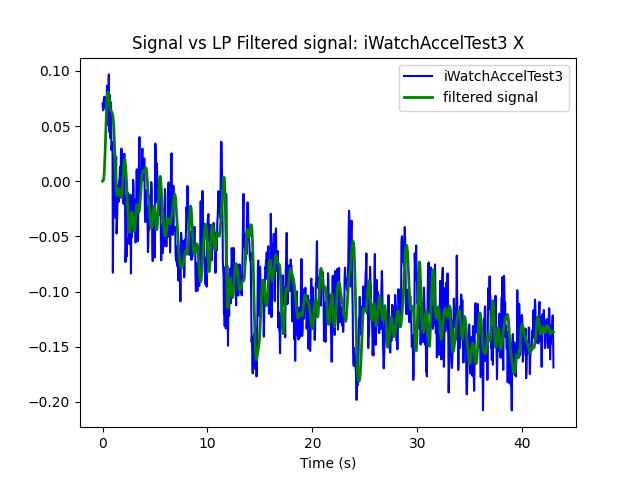 Signal vs LP Filtered signal: iWatchAccelTest3 X
iWatchAccelTest3
filtered signal
0.10
0.05
0.00
−0.05
−0.10
−0.15
−0.20
0 10 20 30 40
Time (s)